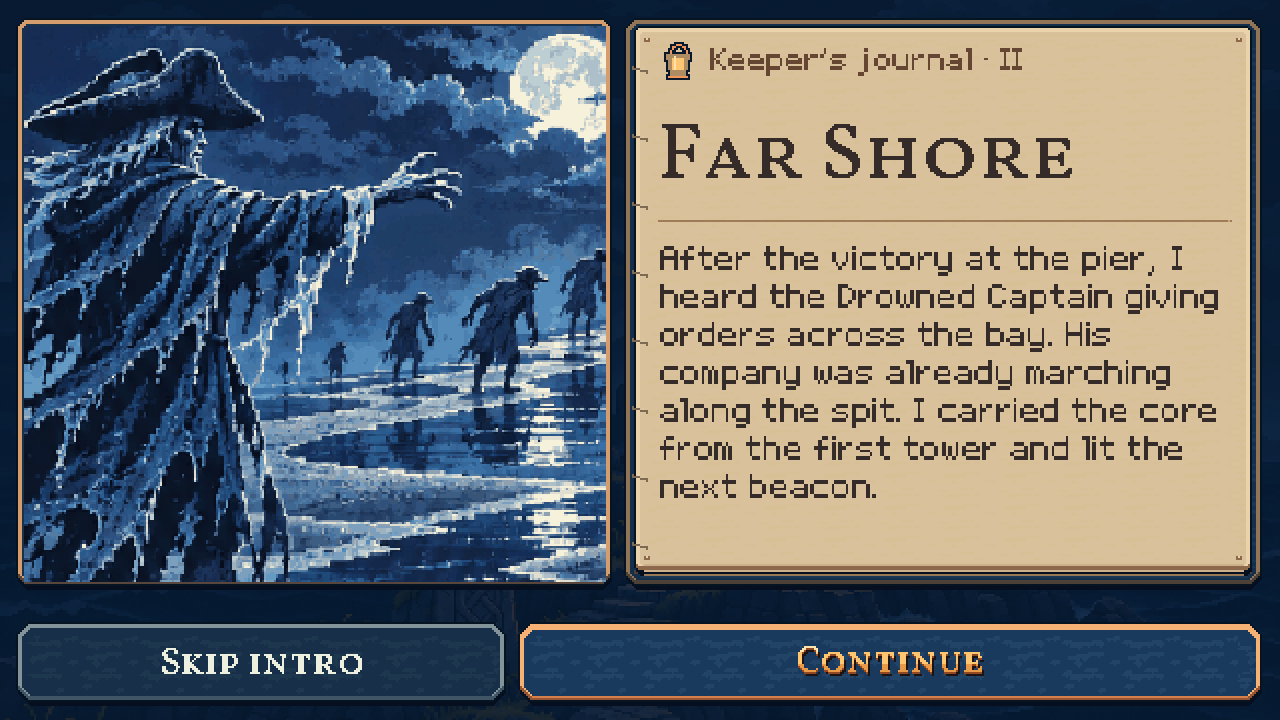 Keeper's journal · II
Far Shore
After the victory at the pier, I
heard the Drowned Captain giving
orders across the bay. His
company was already marching
along the spit. I carried the core
from the first tower and lit the
next beacon.
Skip intro
Continue